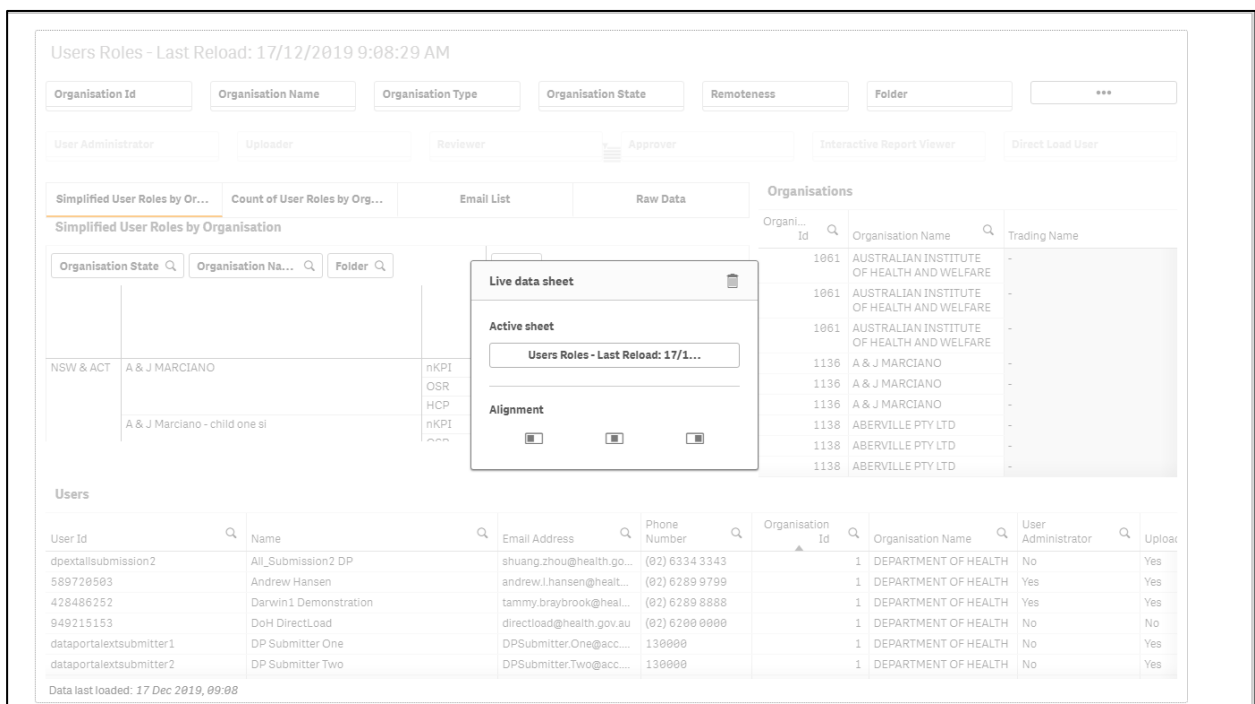 Users Roles - Last Reload: 17/12/2019 9:08:29 AM
Organisation Id Organisation Name Organisation Type Organisation State Remoteness Folder •••
User Administrator Uploader Reviewer Approver Interactive Report Viewer Direct Load User
Simplified User Roles by Or... Count of User Roles by Org... Email List Raw Data
Simplified User Roles by Organisation
Organisation State Organisation Na... Folder
NSW & ACT A & J MARCIANO nKPI
OSR
HCP
A & J Marciano - child one si nKPI
Live data sheet
Active sheet
Users Roles - Last Reload: 17/1...
Alignment
Organisations
Organi... Id Organisation Name Trading Name
1061 AUSTRALIAN INSTITUTE OF HEALTH AND WELFARE -
1061 AUSTRALIAN INSTITUTE OF HEALTH AND WELFARE -
1061 AUSTRALIAN INSTITUTE OF HEALTH AND WELFARE -
1136 A & J MARCIANO -
1136 A & J MARCIANO -
1136 A & J MARCIANO -
1138 ABERVILLE PTY LTD -
1138 ABERVILLE PTY LTD -
1138 ABERVILLE PTY LTD -
Users
User Id Name Email Address Phone Number Organisation Id Organisation Name User Administrator Upload
dpextallsubmission2 All_Submission2 DP shuang.zhou@health.go... (02) 6334 3343 1 DEPARTMENT OF HEALTH No Yes
589720503 Andrew Hansen andrew.l.hansen@healt... (02) 6289 9799 1 DEPARTMENT OF HEALTH Yes Yes
428486252 Darwin1 Demonstration tammy.braybrook@heal... (02) 6289 8888 1 DEPARTMENT OF HEALTH Yes Yes
949215153 DoH DirectLoad directload@health.gov.au (02) 6200 0000 1 DEPARTMENT OF HEALTH No No
dataportalextsubmitter1 DP Submitter One DPSubmitter.One@acc.... 130000 1 DEPARTMENT OF HEALTH No Yes
dataportalextsubmitter2 DP Submitter Two DPSubmitter.Two@acc.... 130000 1 DEPARTMENT OF HEALTH No Yes
Data last loaded: 17 Dec 2019, 09:08